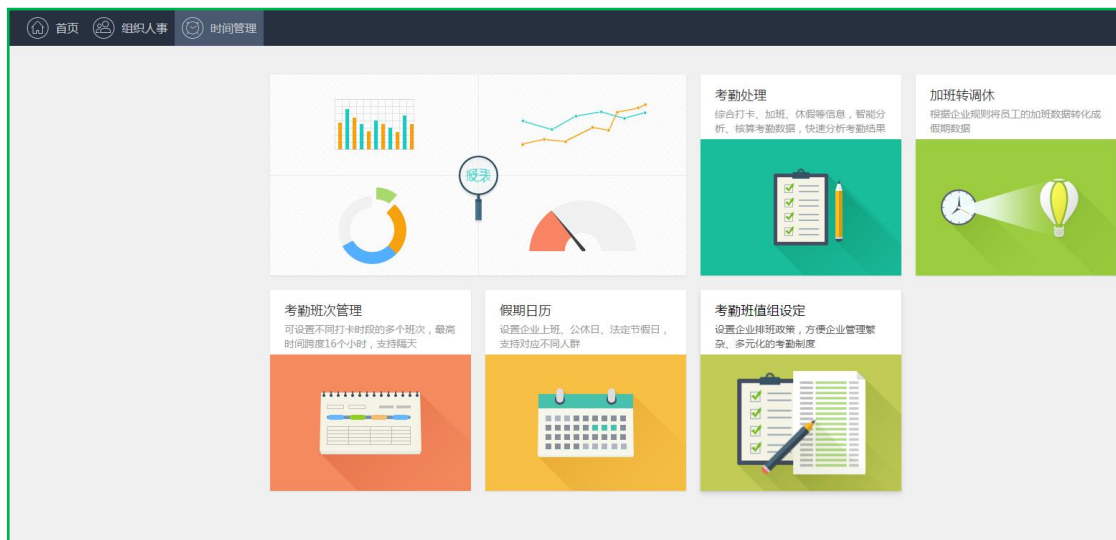 首页 组织人事 时间管理
报表
考勤处理
综合打卡、加班、休假等信息，智能分
析、核算考勤数据，快速分析考勤结果
加班转调休
根据企业规则将员工的加班数据转化成
假期数据
考勤班次管理
可设置不同打卡时段的多个班次，最高
时间跨度16个小时，支持隔天
假期日历
设置企业上班、公休日、法定节假日，
支持对应不同人群
考勤班值组设定
设置企业排班政策，方便企业管理繁
杂、多元化的考勤制度